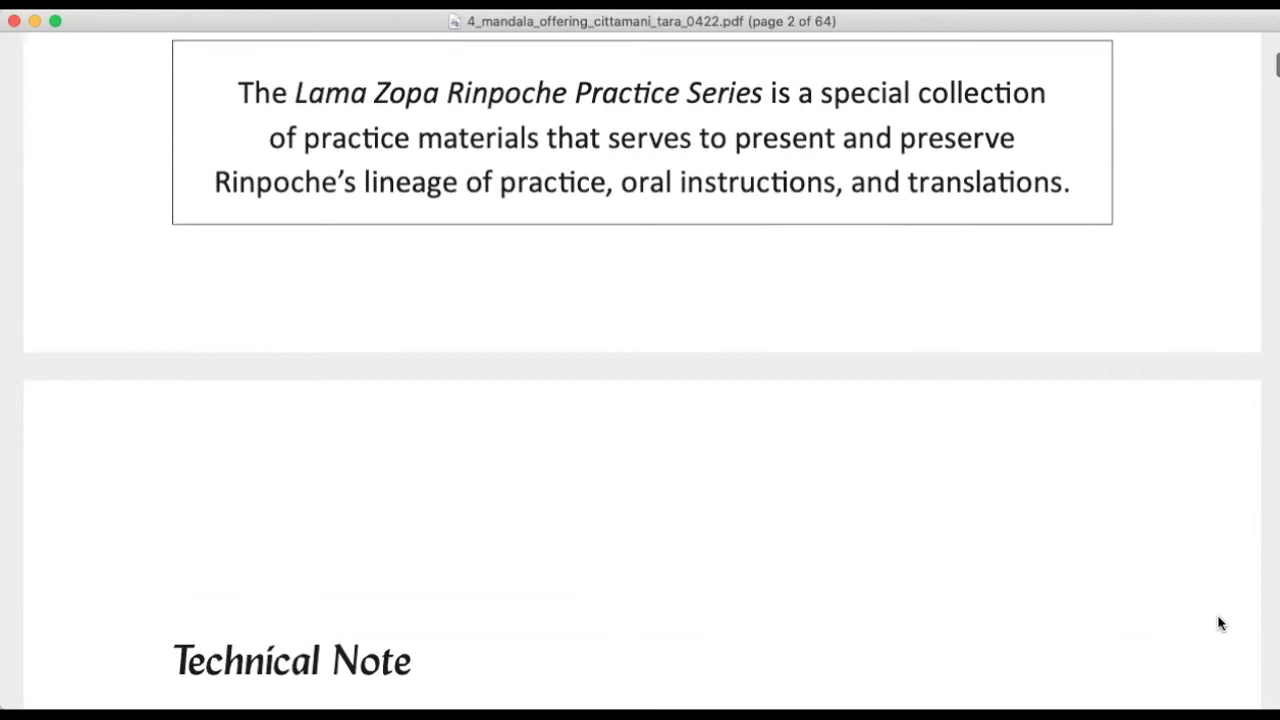 4_mandala_offering_cittamani_tara_0422.pdf (page 2 of 64)
The Lama Zopa Rinpoche Practice Series is a special collection
of practice materials that serves to present and preserve
Rinpoche’s lineage of practice, oral instructions, and translations.
Technical Note